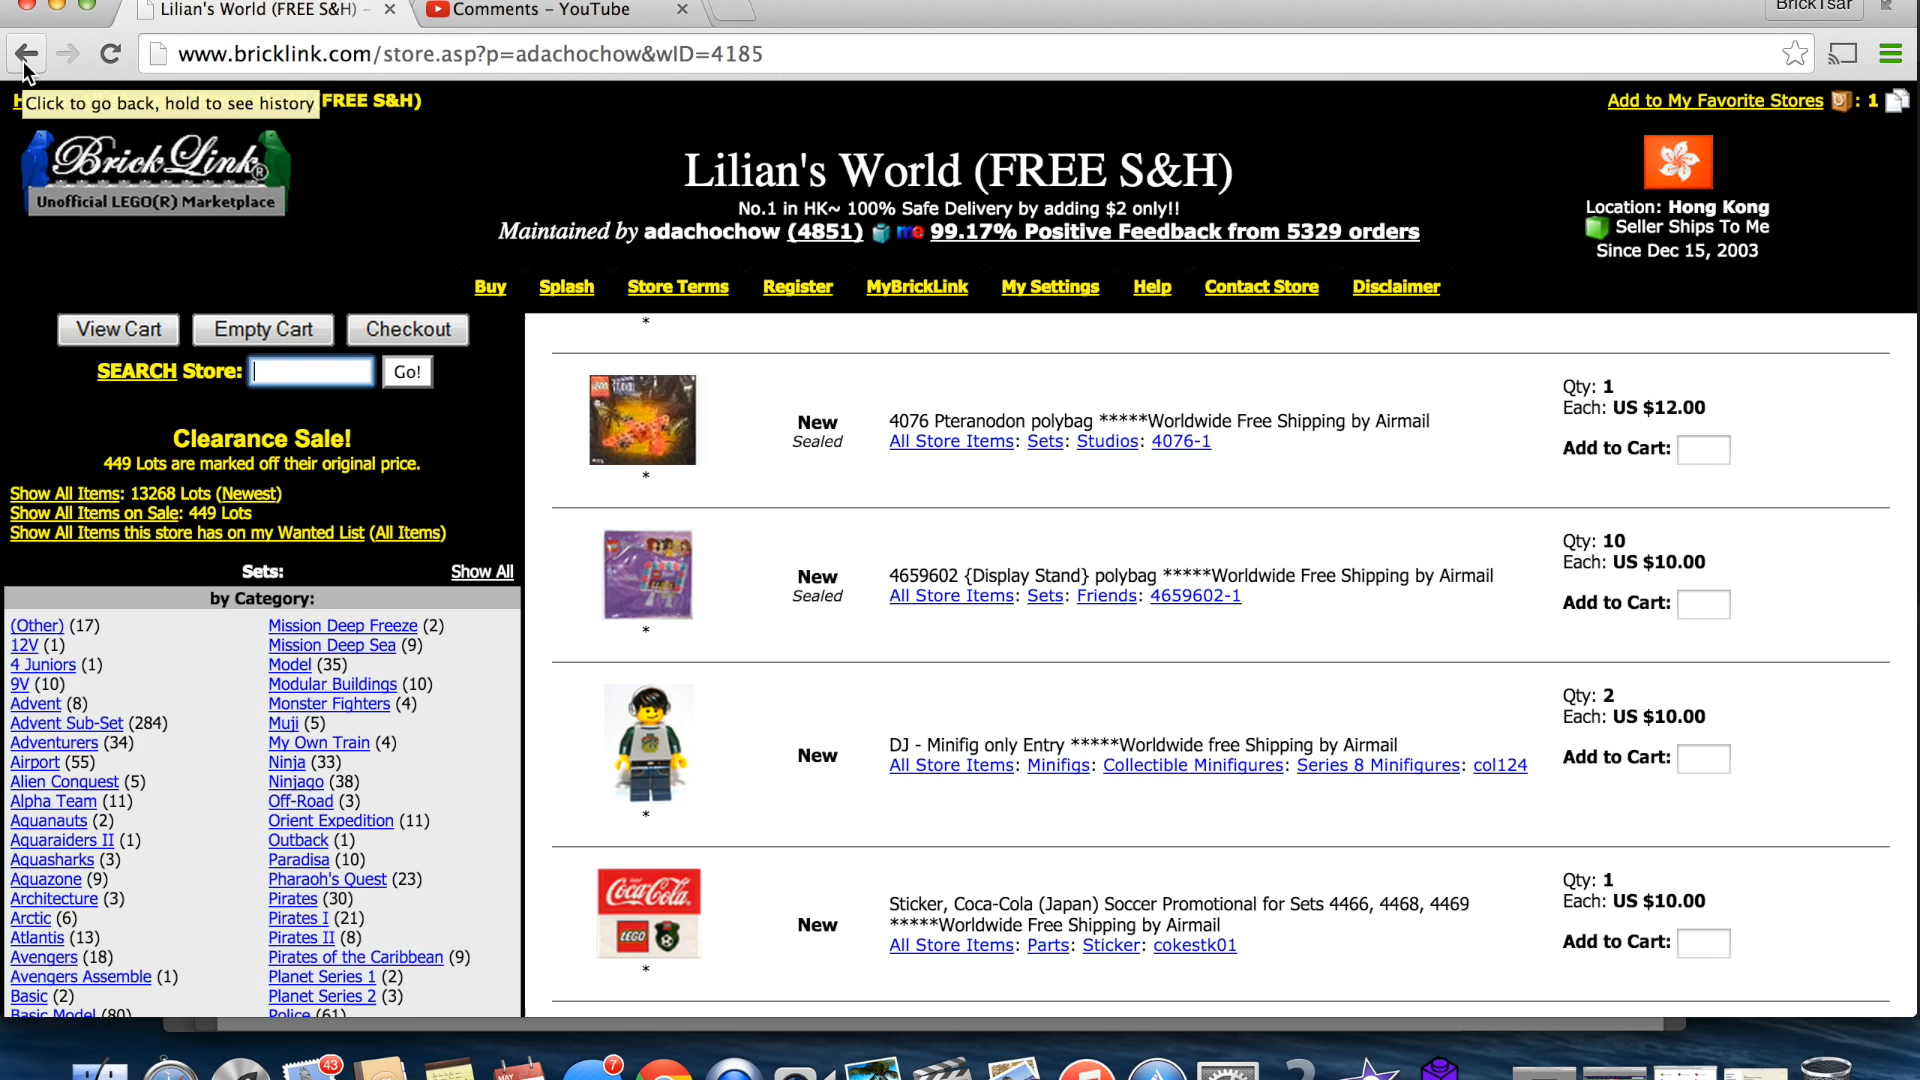 Lilian's World (FREE S&H) –
Comments – YouTube
BrickTsar
www.bricklink.com/store.asp?p=adachochow&wID=4185
Click to go back, hold to see history
FREE S&H)
Add to My Favorite Stores : 1
BrickLink®
Unofficial LEGO(R) Marketplace
Lilian's World (FREE S&H)
No.1 in HK~ 100% Safe Delivery by adding $2 only!!
Maintained by adachochow (4851) me 99.17% Positive Feedback from 5329 orders
Location: Hong Kong
Seller Ships To Me
Since Dec 15, 2003
Buy Splash Store Terms Register MyBrickLink My Settings Help Contact Store Disclaimer
View Cart Empty Cart Checkout
SEARCH Store: Go!
Clearance Sale!
449 Lots are marked off their original price.
Show All Items: 13268 Lots (Newest)
Show All Items on Sale: 449 Lots
Show All Items this store has on my Wanted List (All Items)
Sets: Show All
by Category:
(Other) (17)
12V (1)
4 Juniors (1)
9V (10)
Advent (8)
Advent Sub-Set (284)
Adventurers (34)
Airport (55)
Alien Conquest (5)
Alpha Team (11)
Aquanauts (2)
Aquaraiders II (1)
Aquasharks (3)
Aquazone (9)
Architecture (3)
Arctic (6)
Atlantis (13)
Avengers (18)
Avengers Assemble (1)
Basic (2)
Basic Model (80)
Mission Deep Freeze (2)
Mission Deep Sea (9)
Model (35)
Modular Buildings (10)
Monster Fighters (4)
Muji (5)
My Own Train (4)
Ninja (33)
Ninjago (38)
Off-Road (3)
Orient Expedition (11)
Outback (1)
Paradisa (10)
Pharaoh's Quest (23)
Pirates (30)
Pirates I (21)
Pirates II (8)
Pirates of the Caribbean (9)
Planet Series 1 (2)
Planet Series 2 (3)
Police (61)
*
New
Sealed
4076 Pteranodon polybag *****Worldwide Free Shipping by Airmail
All Store Items: Sets: Studios: 4076-1
Qty: 1
Each: US $12.00
Add to Cart:
*
New
Sealed
4659602 {Display Stand} polybag *****Worldwide Free Shipping by Airmail
All Store Items: Sets: Friends: 4659602-1
Qty: 10
Each: US $10.00
Add to Cart:
*
New
DJ - Minifig only Entry *****Worldwide free Shipping by Airmail
All Store Items: Minifigs: Collectible Minifigures: Series 8 Minifigures: col124
Qty: 2
Each: US $10.00
Add to Cart:
*
Coca-Cola
LEGO
New
Sticker, Coca-Cola (Japan) Soccer Promotional for Sets 4466, 4468, 4469
*****Worldwide Free Shipping by Airmail
All Store Items: Parts: Sticker: cokestk01
Qty: 1
Each: US $10.00
Add to Cart:
*
43
MAY
7